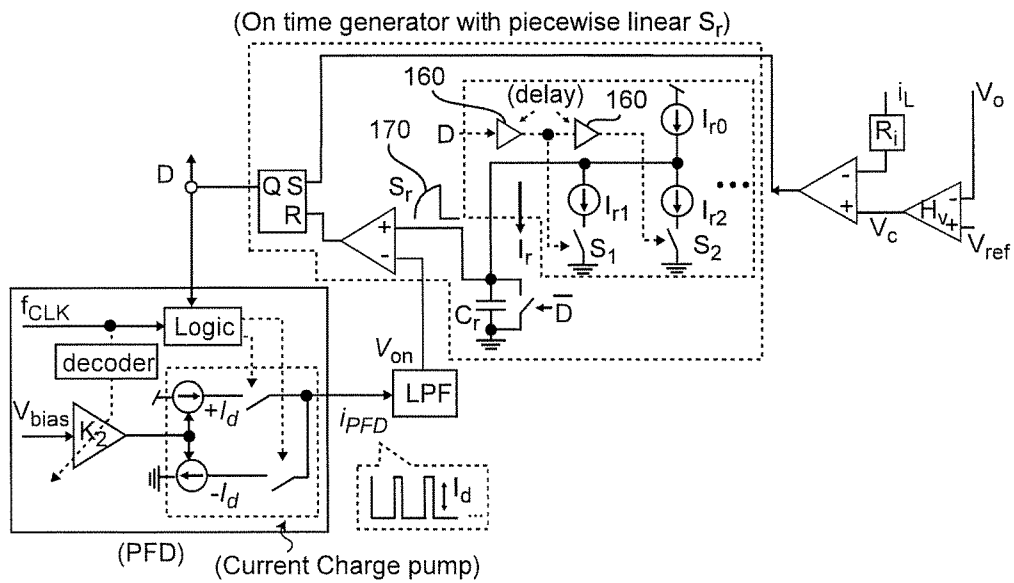 (On time generator with piecewise linear Sr)
160
(delay)
160
D
Ir0
170
Sr
iL
Vo
Ri
D
Q S
R
+
-
Ir
Ir1
Ir2
S1
S2
...
-
+
Vc
Hv
-
+
Vref
Cr
D̅
fCLK
Logic
decoder
Von
LPF
Vbias
K2
+Id
-Id
iPFD
Id
...
(PFD)
(Current Charge pump)